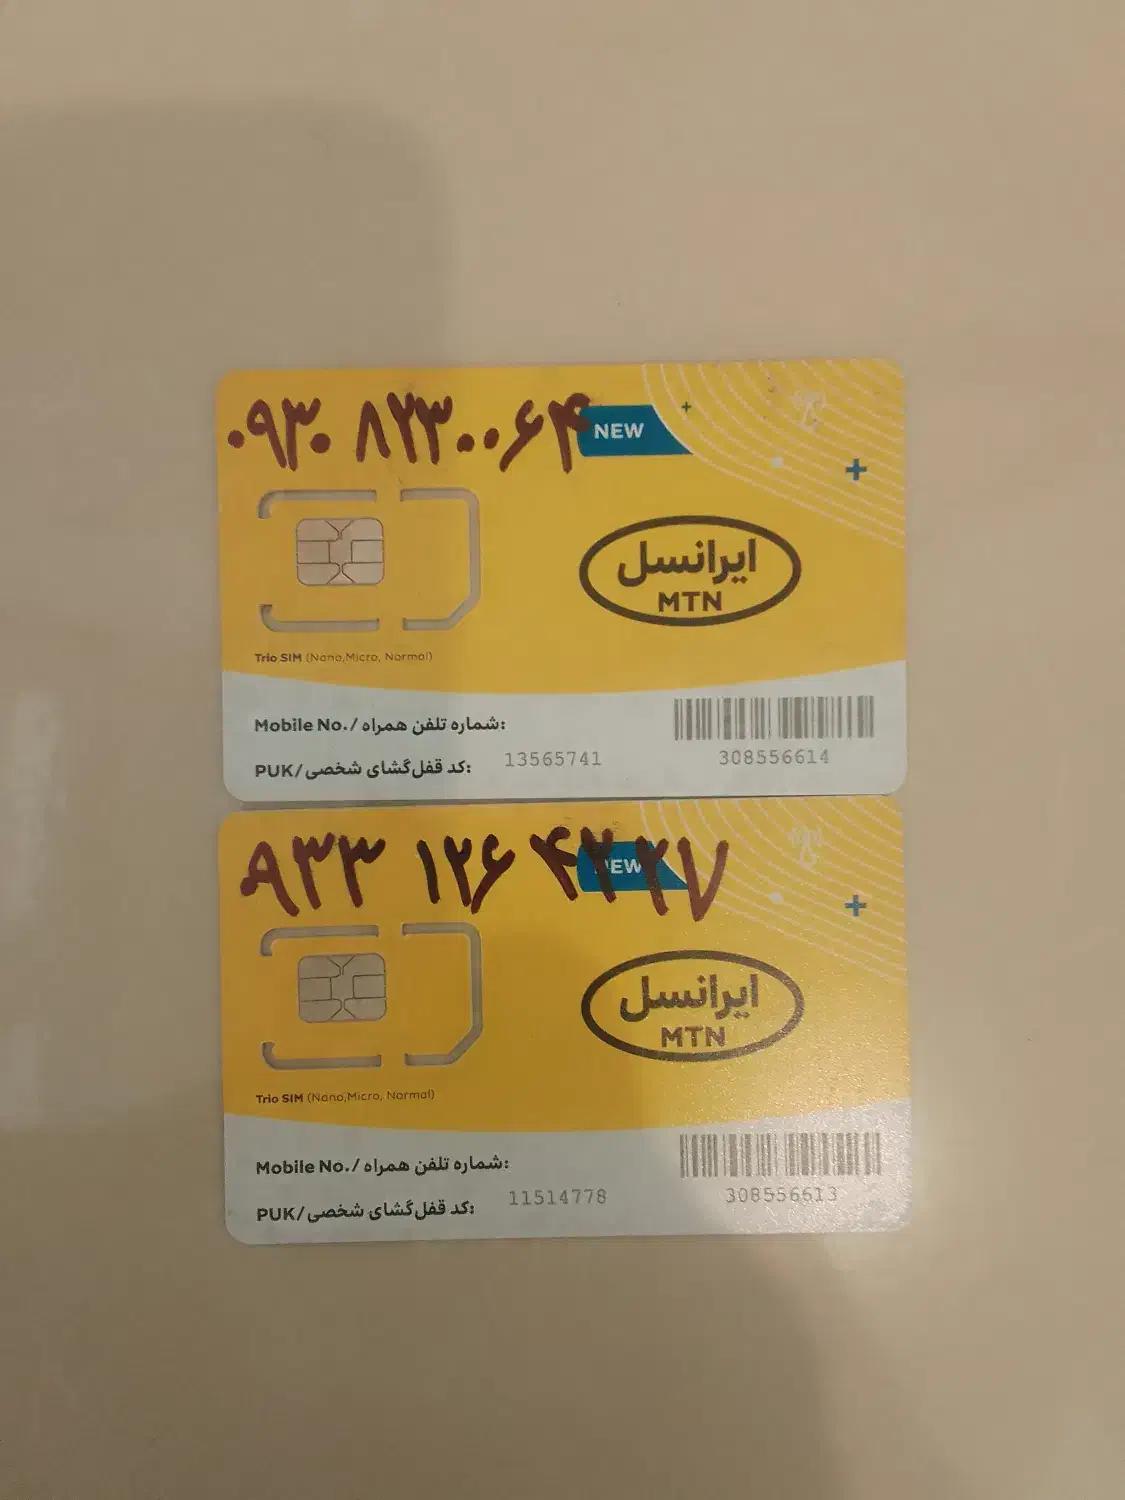 ۰۹۳۰ ۸۲۳۰۰۶۴
NEW
ایرانسل
MTN
Trio SIM (Nano,Micro, Normal)
Mobile No./ شماره تلفن همراه:
PUK/کد قفل‌گشای شخصی: 13565741
308556614
۰۹۳۳ ۱۲۶ ۴۲۲۷
NEW
ایرانسل
MTN
Trio SIM (Nano,Micro, Normal)
Mobile No./ شماره تلفن همراه:
PUK/کد قفل‌گشای شخصی: 11514778
308556613